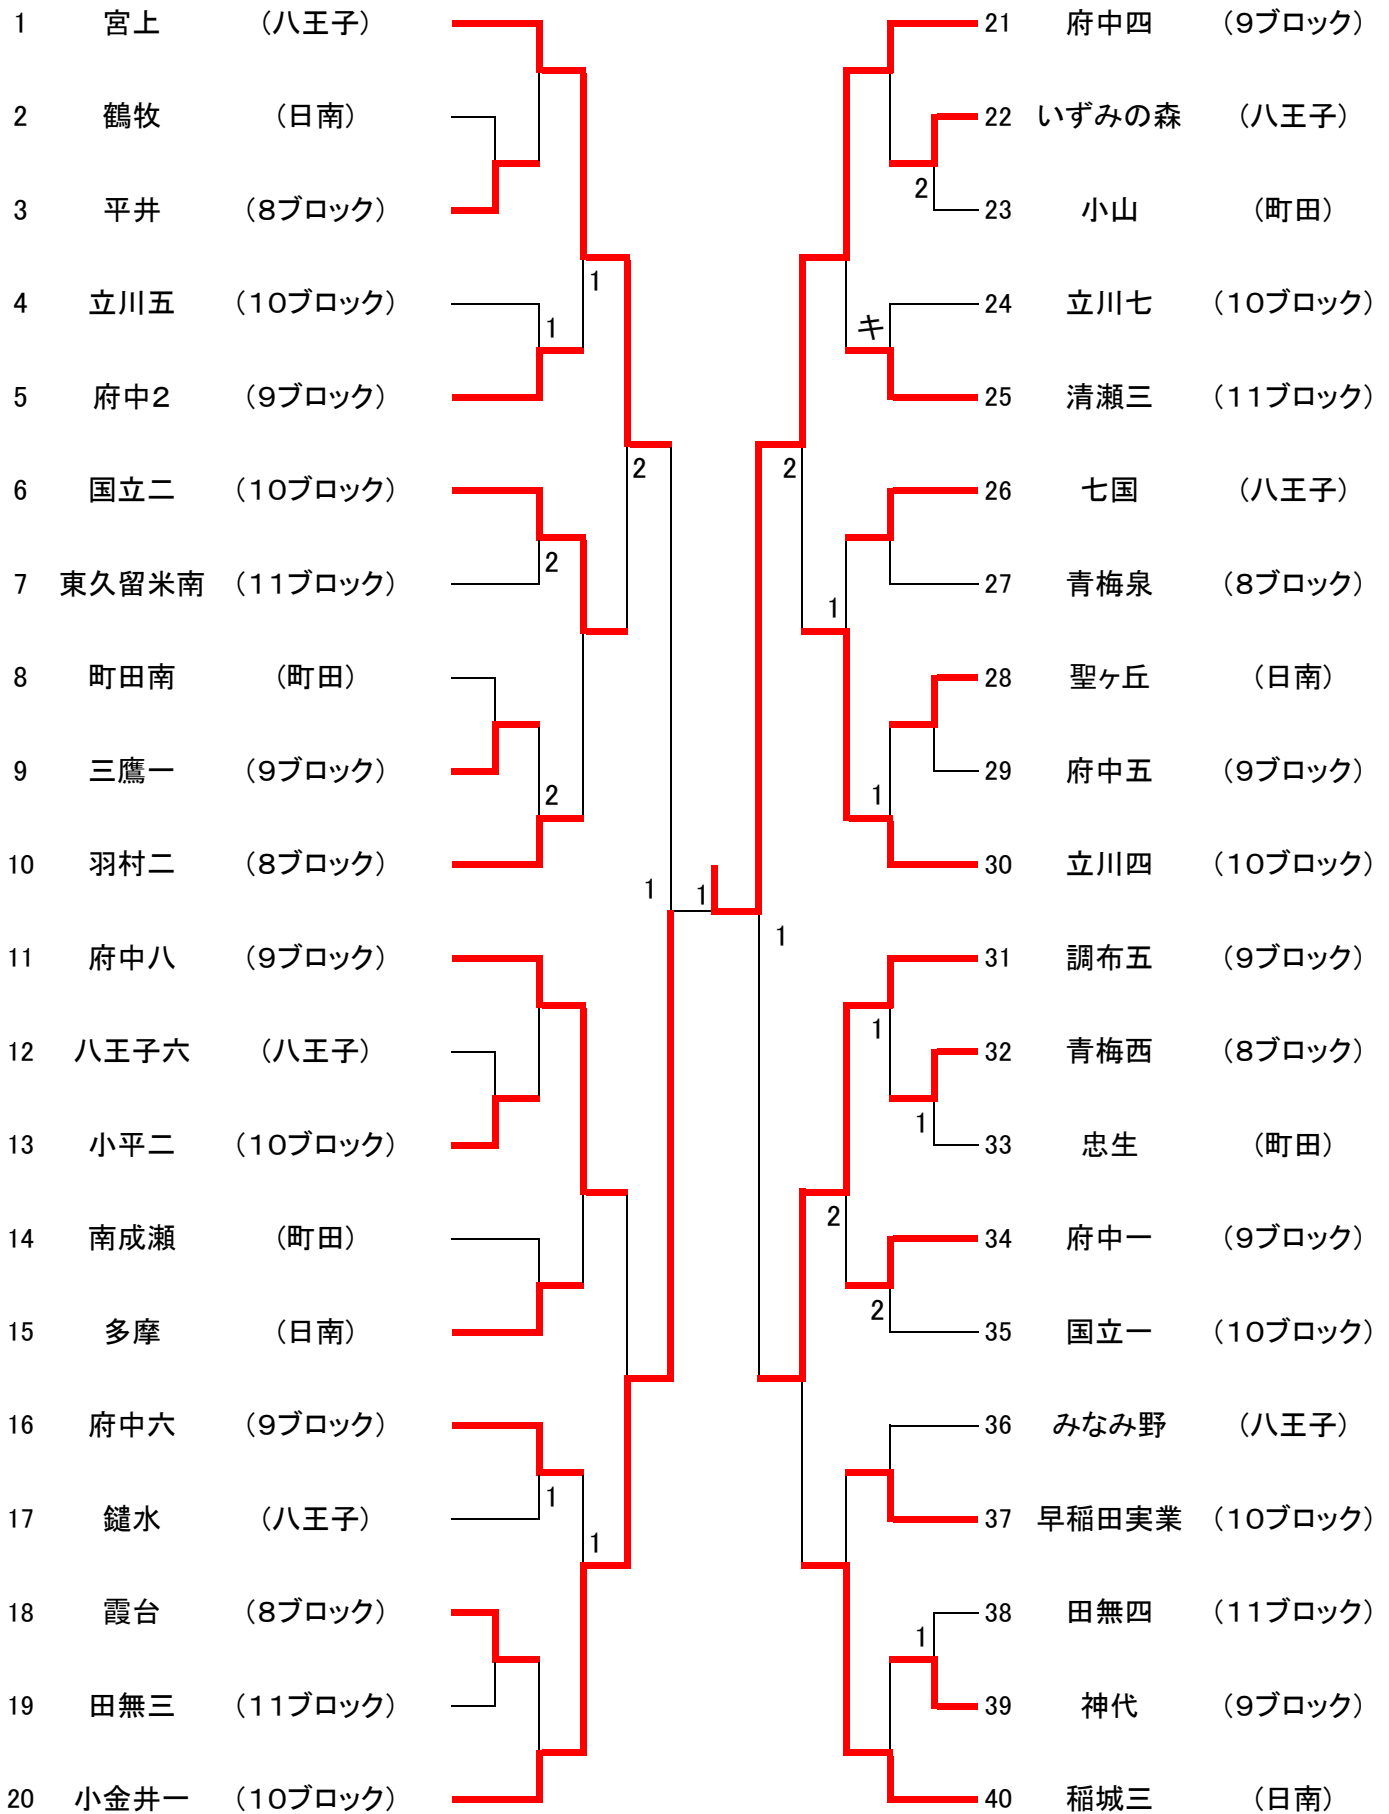 1 宮上 (八王子) 21 府中四 (9ブロック)
2 鶴牧 (日南) 22 いずみの森 (八王子)
2
3 平井 (8ブロック) 23 小山 (町田)
1
4 立川五 (10ブロック) 24 立川七 (10ブロック)
1 キ
5 府中2 (9ブロック) 25 清瀬三 (11ブロック)
2 2
6 国立二 (10ブロック) 26 七国 (八王子)
2
7 東久留米南 (11ブロック) 27 青梅泉 (8ブロック)
1
8 町田南 (町田) 28 聖ヶ丘 (日南)
9 三鷹一 (9ブロック) 29 府中五 (9ブロック)
2 1
10 羽村二 (8ブロック) 30 立川四 (10ブロック)
1 1
1
11 府中八 (9ブロック) 31 調布五 (9ブロック)
1
12 八王子六 (八王子) 32 青梅西 (8ブロック)
1
13 小平二 (10ブロック) 33 忠生 (町田)
2
14 南成瀬 (町田) 34 府中一 (9ブロック)
2
15 多摩 (日南) 35 国立一 (10ブロック)
16 府中六 (9ブロック) 36 みなみ野 (八王子)
1
17 鑓水 (八王子) 37 早稲田実業 (10ブロック)
1
18 霞台 (8ブロック) 38 田無四 (11ブロック)
1
19 田無三 (11ブロック) 39 神代 (9ブロック)
20 小金井一 (10ブロック) 40 稲城三 (日南)